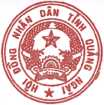 HỘI ĐỒNG NHÂN DÂN TỈNH QUẢNG NGÃI